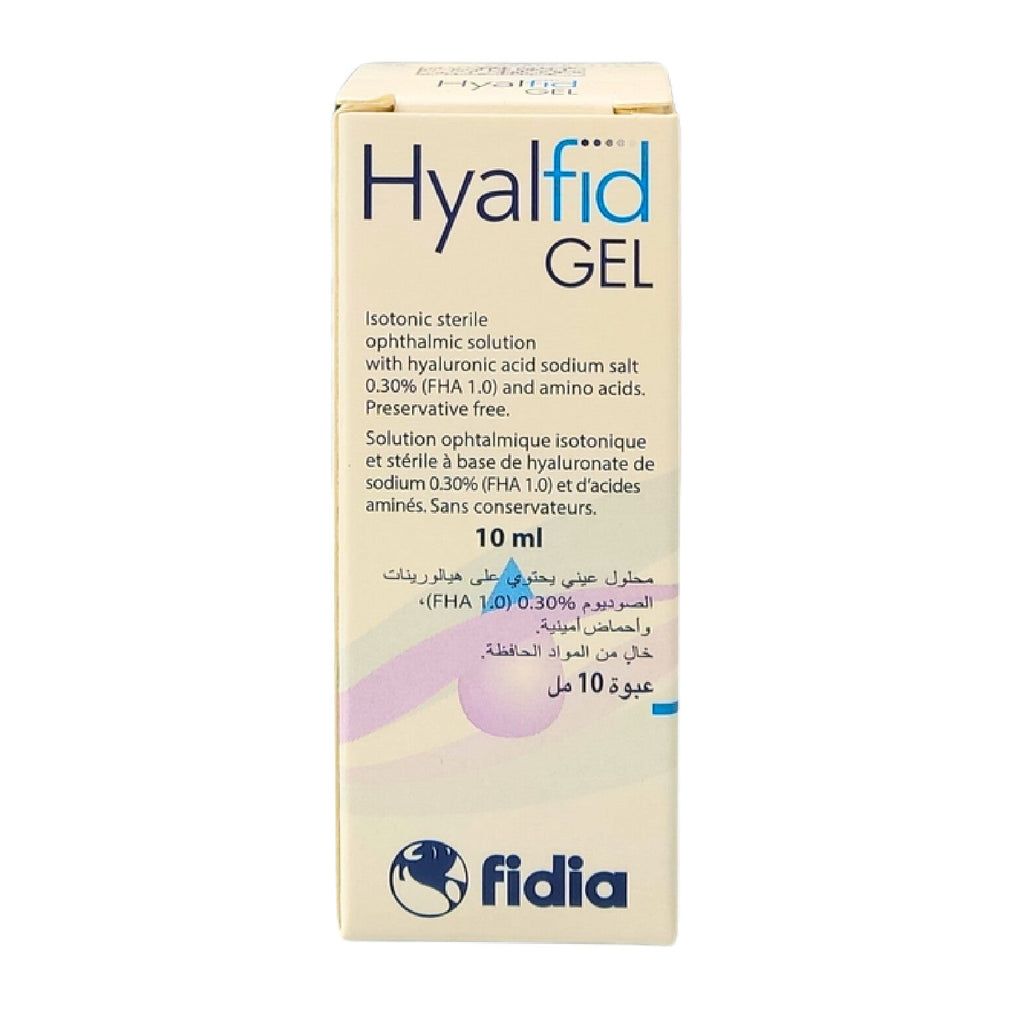 Hyalfid
GEL
Hyalfid
GEL
Isotonic sterile
ophthalmic solution
with hyaluronic acid sodium salt
0.30% (FHA 1.0) and amino acids.
Preservative free.
Solution ophtalmique isotonique
et stérile à base de hyaluronate de
sodium 0.30% (FHA 1.0) et d'acides
aminés. Sans conservateurs.
10 ml
محلول عيني يحتوي على هيالورينات
الصوديوم 0.30% (FHA 1.0)،
وأحماض أمينية.
خالٍ من المواد الحافظة.
عبوة 10 مل
fidia